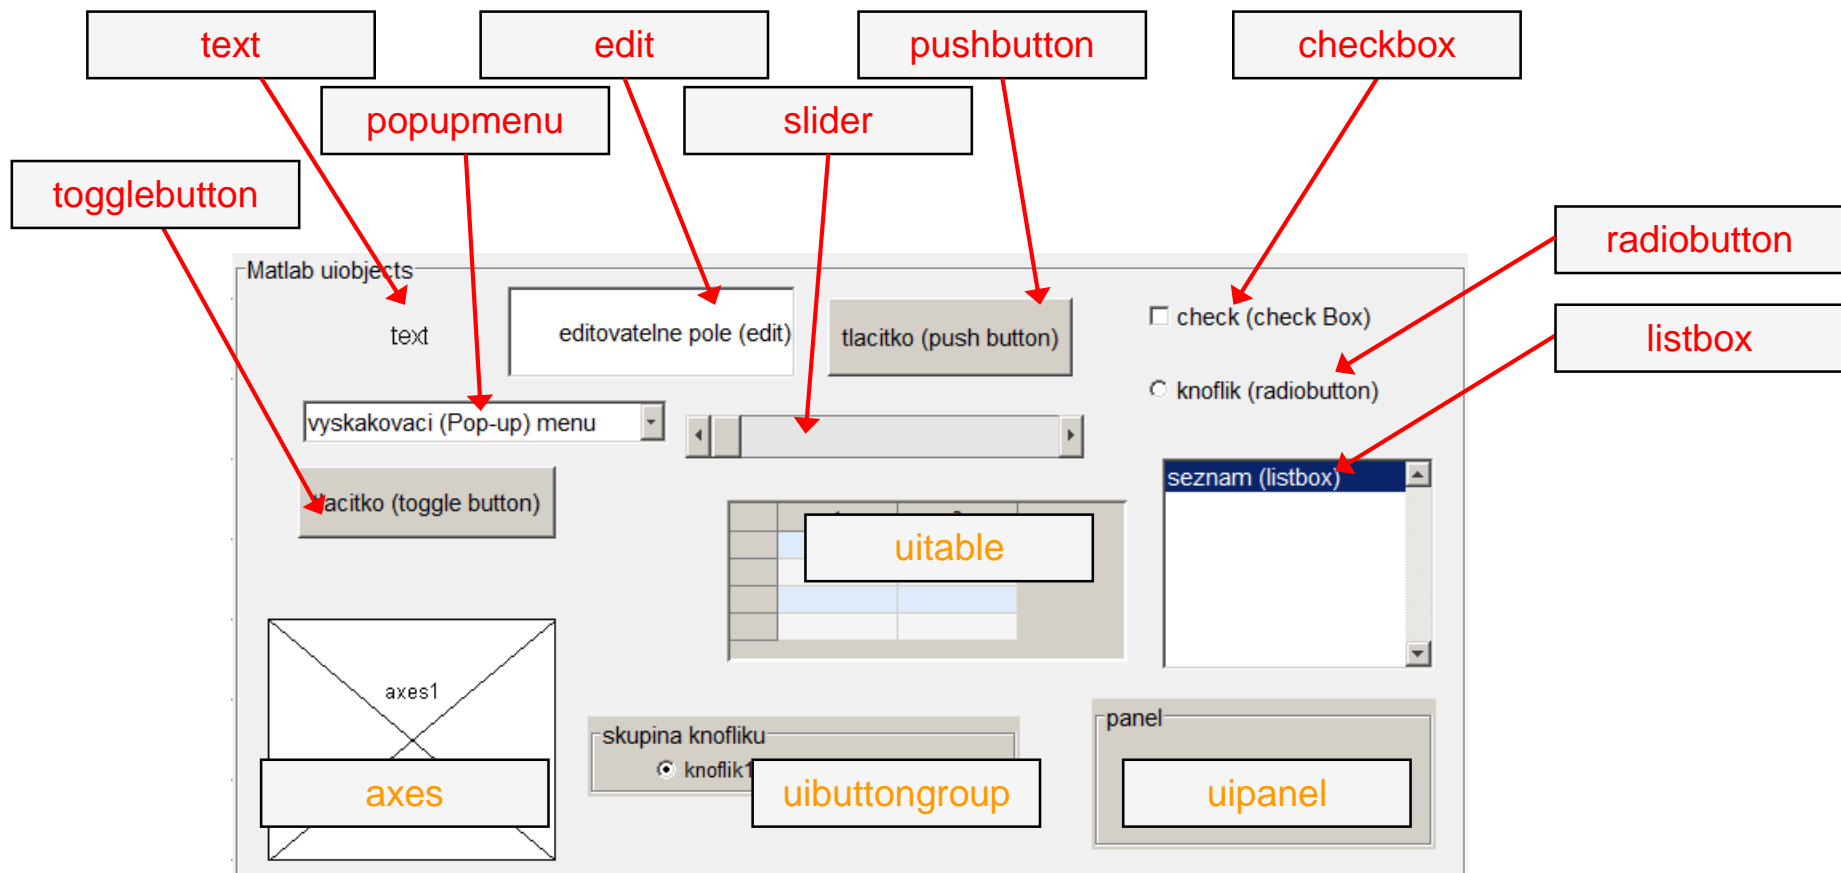 text
edit
pushbutton
checkbox
popupmenu
slider
togglebutton
radiobutton
listbox
Matlab uiobjects
text
editovatelne pole (edit)
tlacitko (push button)
check (check Box)
knoflik (radiobutton)
vyskakovaci (Pop-up) menu
seznam (listbox)
tlacitko (toggle button)
uitable
axes1
skupina knofliku
knoflik1
panel
axes
uibuttongroup
uipanel